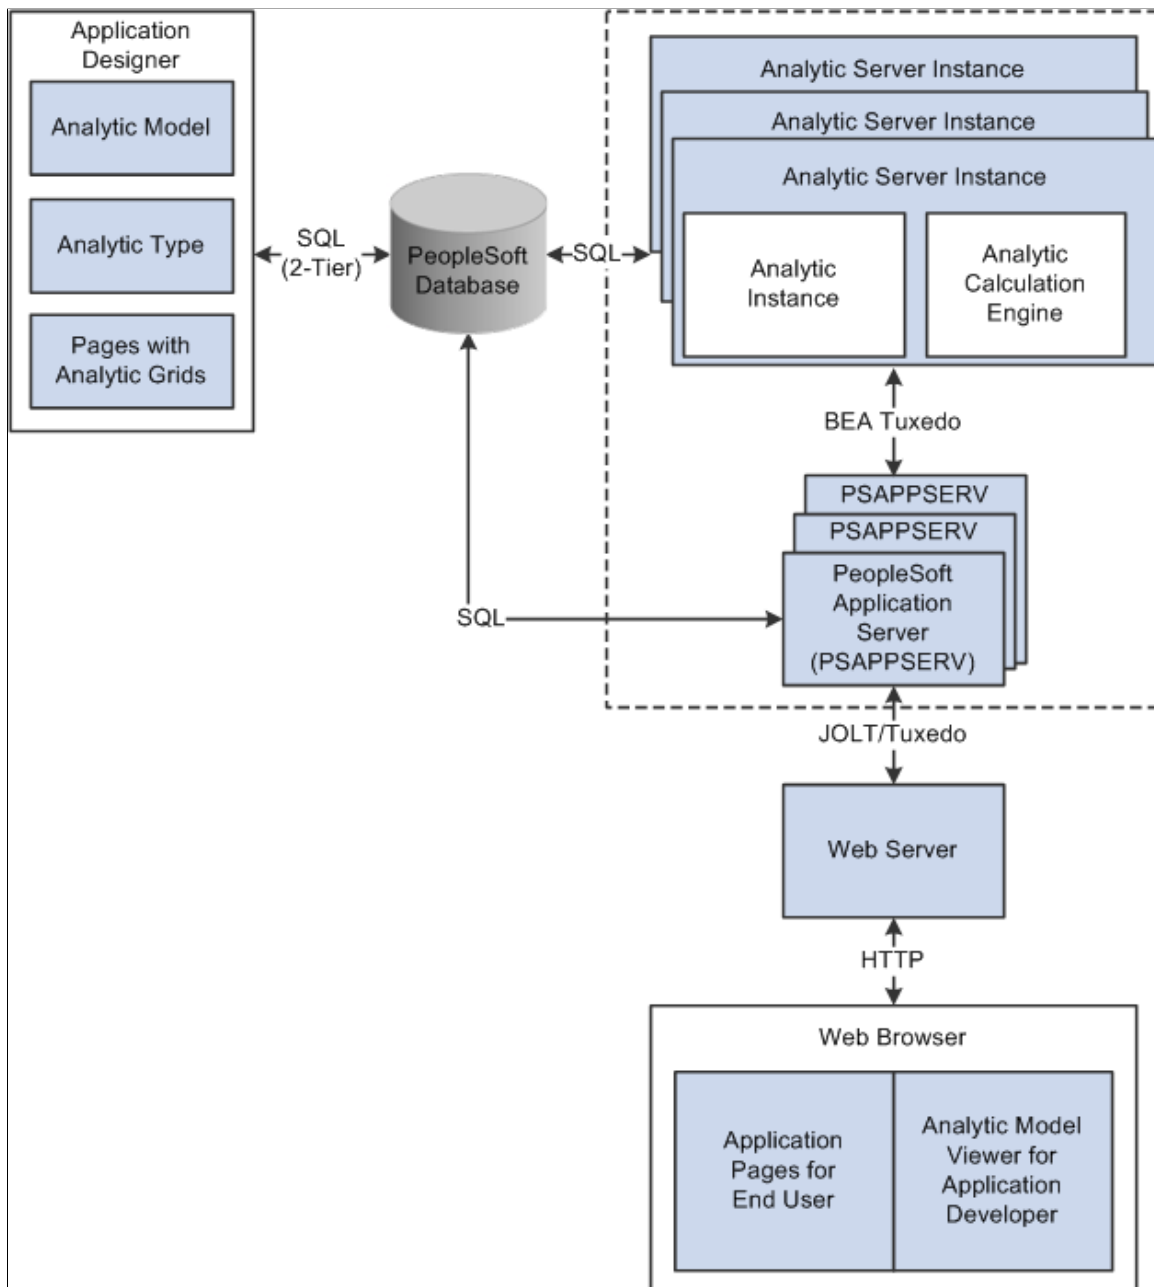 Application
Designer
Analytic Model
Analytic Type
Pages with
Analytic Grids
SQL
(2-Tier)
PeopleSoft
Database
SQL
Analytic Server Instance
Analytic Server Instance
Analytic Server Instance
Analytic
Instance
Analytic
Calculation
Engine
BEA Tuxedo
PSAPPSERV
PSAPPSERV
PeopleSoft
Application
Server
(PSAPPSERV)
SQL
JOLT/Tuxedo
Web Server
HTTP
Web Browser
Application
Pages for
End User
Analytic Model
Viewer for
Application
Developer